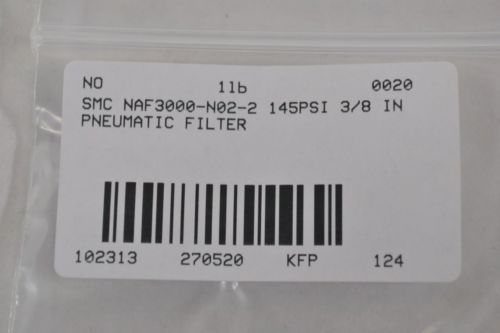 NO 1lb 0020
SMC NAF3000-N02-2 145PSI 3/8 IN
PNEUMATIC FILTER
102313 270520 KFP 124